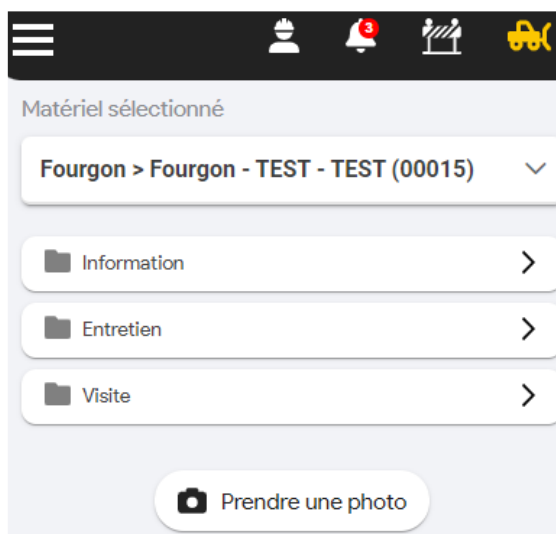 3
Matériel sélectionné
Fourgon > Fourgon - TEST - TEST (00015)
Information
Entretien
Visite
Prendre une photo